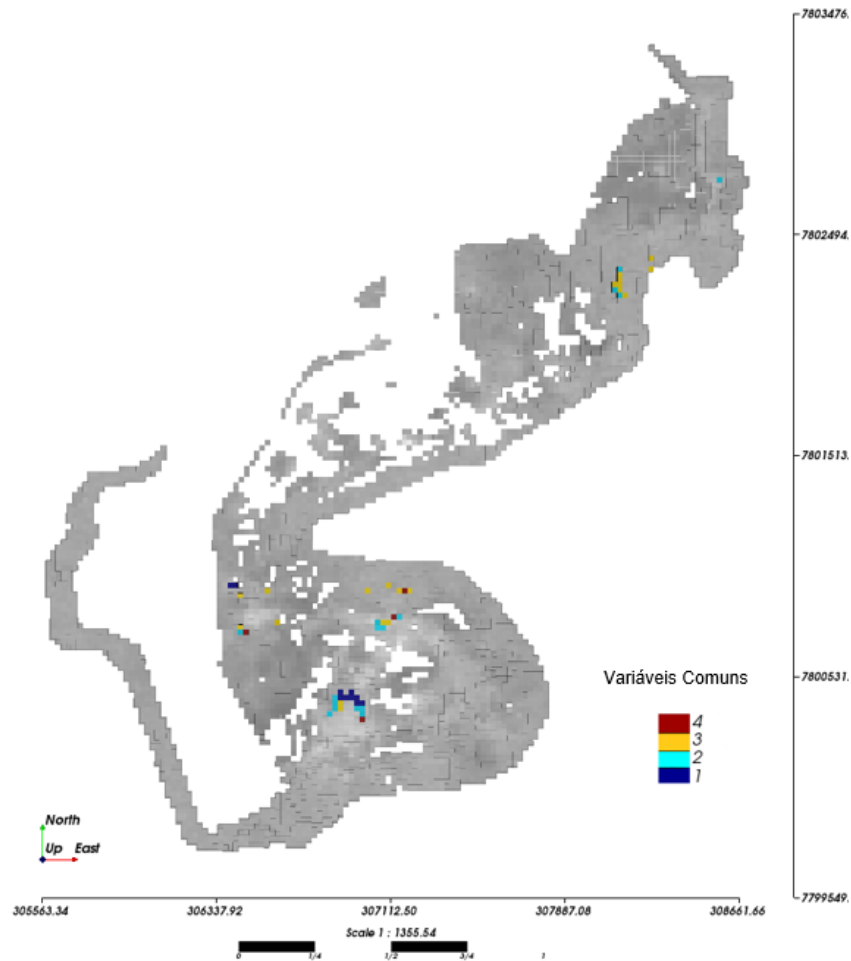 7803476.
7802494.
7801513.
7800531.
7799549.
Variáveis Comuns
4
3
2
1
North
Up East
305563.34 306337.92 307112.50 307887.08 308661.66
Scale 1 : 1355.54
0 1/4 1/2 3/4 1